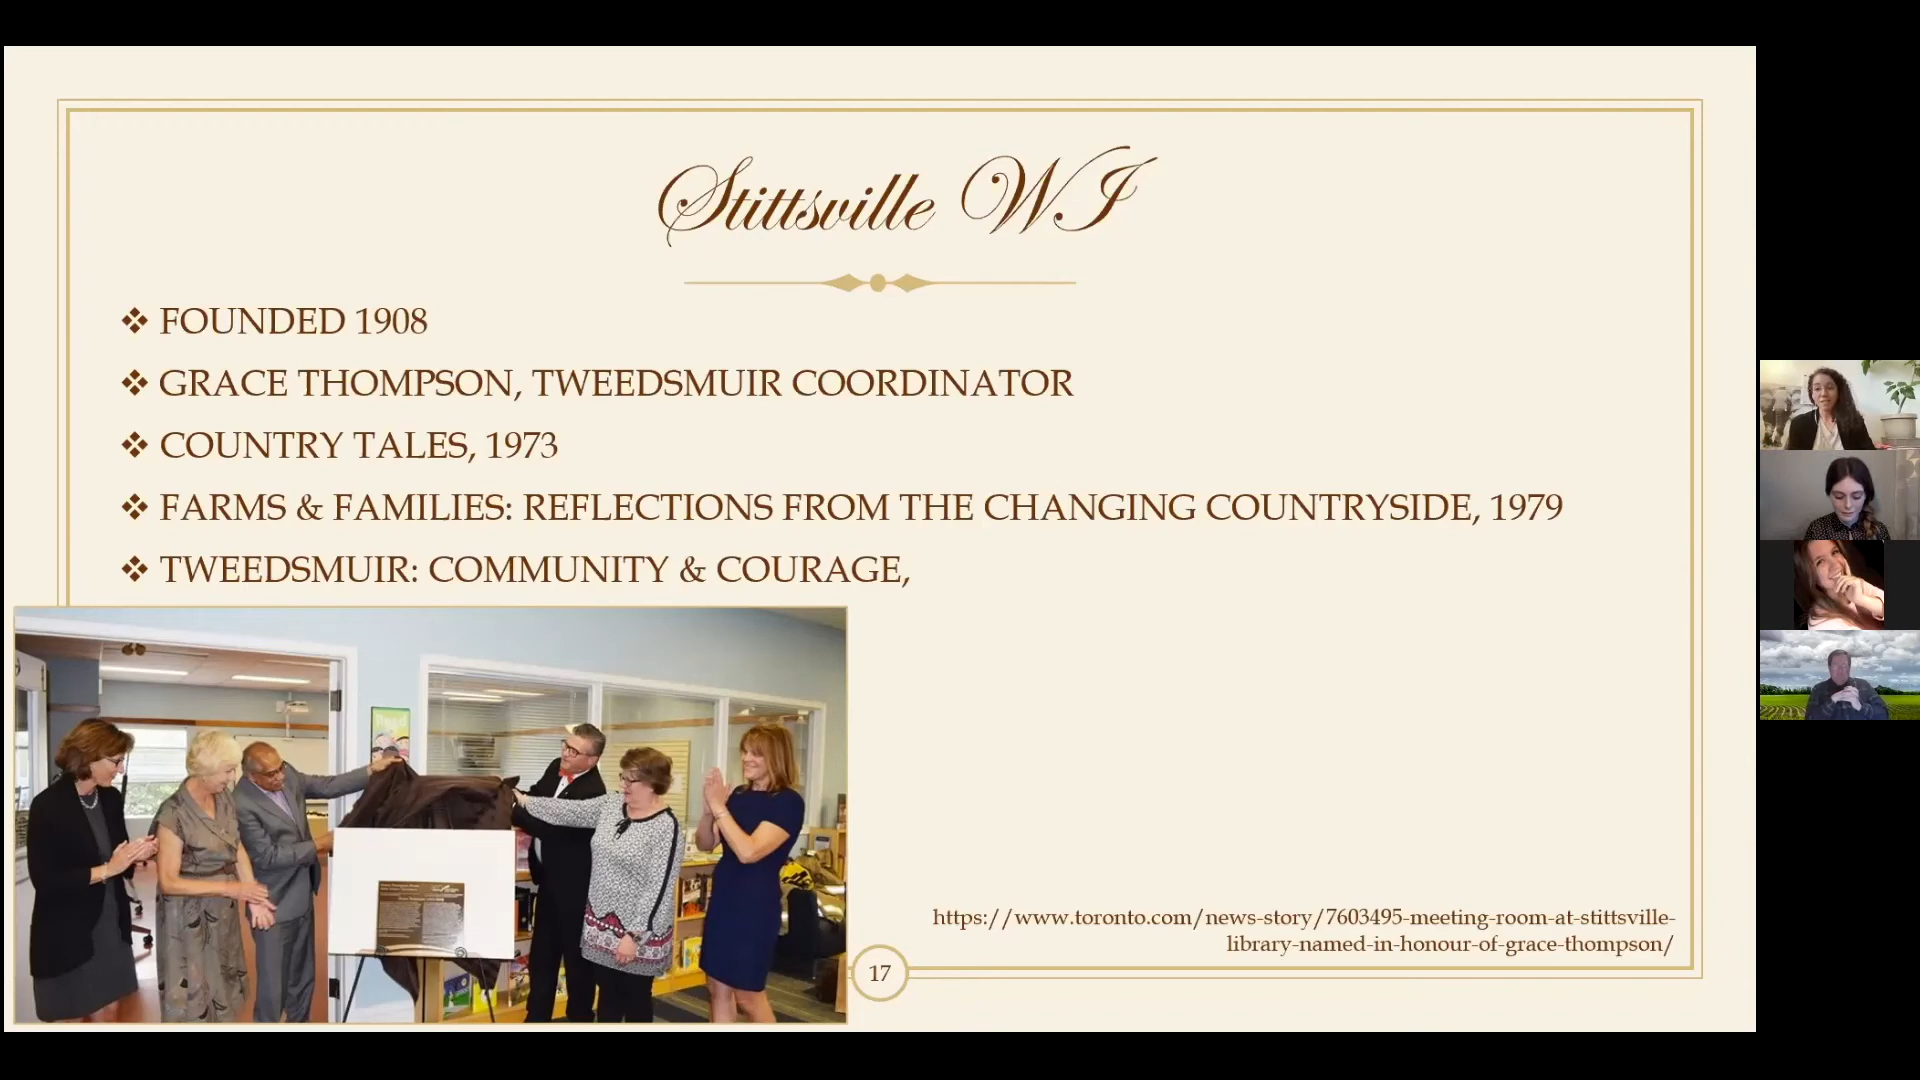 Stittsville WI
❖ FOUNDED 1908
❖ GRACE THOMPSON, TWEEDSMUIR COORDINATOR
❖ COUNTRY TALES, 1973
❖ FARMS & FAMILIES: REFLECTIONS FROM THE CHANGING COUNTRYSIDE, 1979
❖ TWEEDSMUIR: COMMUNITY & COURAGE,
Read
https://www.toronto.com/news-story/7603495-meeting-room-at-stittsville-
library-named-in-honour-of-grace-thompson/
17